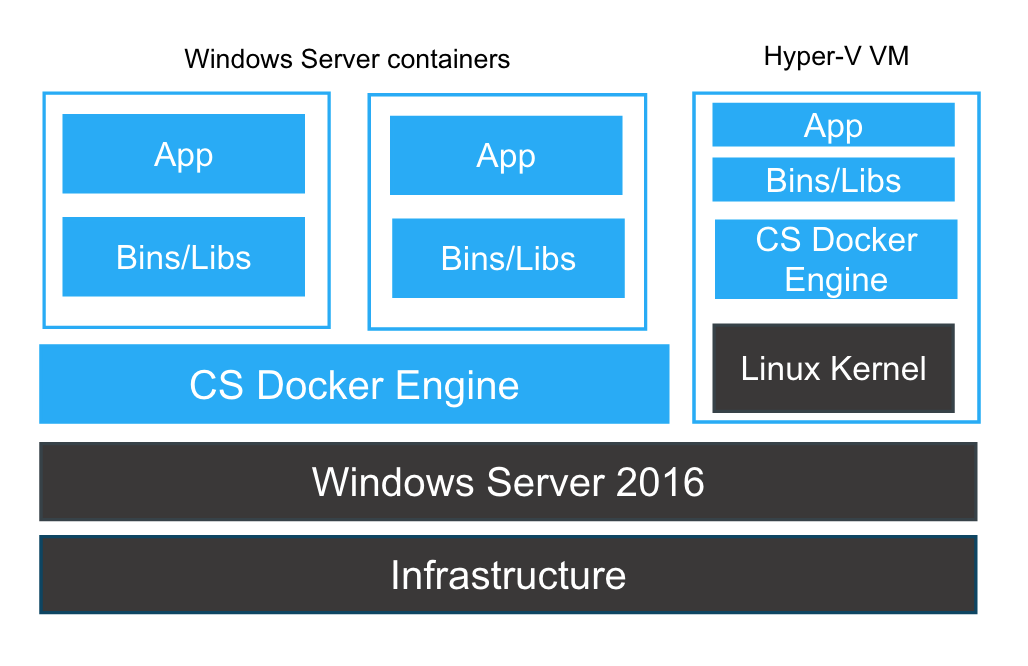 Windows Server containers
Hyper-V VM
App
Bins/Libs
App
Bins/Libs
App
Bins/Libs
CS Docker
Engine
Linux Kernel
CS Docker Engine
Windows Server 2016
Infrastructure